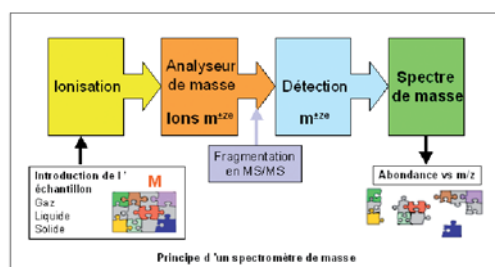 Ionisation
Analyseur
de masse
Ions m±ze
Détection
m±ze
Spectre
de masse
Fragmentation
en MS/MS
Introduction de l'
échantillon
Gaz
Liquide
Solide
M
Abondance vs m/z
Principe d'un spectromètre de masse